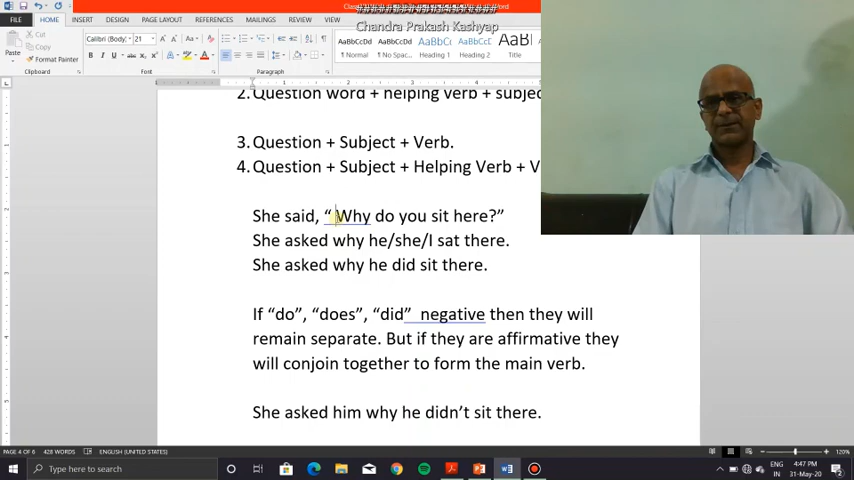 Chandra Prakash Kashyap
FILE HOME INSERT DESIGN PAGE LAYOUT REFERENCES MAILINGS REVIEW VIEW
Cut
Copy
Paste
Format Painter
Clipboard
Calibri (Body) 21
Font
Paragraph
AaBbCcDd AaBbCcDd AaBbCc AaBbCcD AaBl
¶ Normal ¶ No Spac... Heading 1 Heading 2 Title
2. Question word + helping verb + subje
3. Question + Subject + Verb.
4. Question + Subject + Helping Verb + V
She said, “ Why do you sit here?”
She asked why he/she/I sat there.
She asked why he did sit there.
If “do”, “does”, “did” negative then they will
remain separate. But if they are affirmative they
will conjoin together to form the main verb.
She asked him why he didn’t sit there.
PAGE 4 OF 6 428 WORDS ENGLISH (UNITED STATES) 120%
Type here to search
ENG
IN
4:47 PM
31-May-20